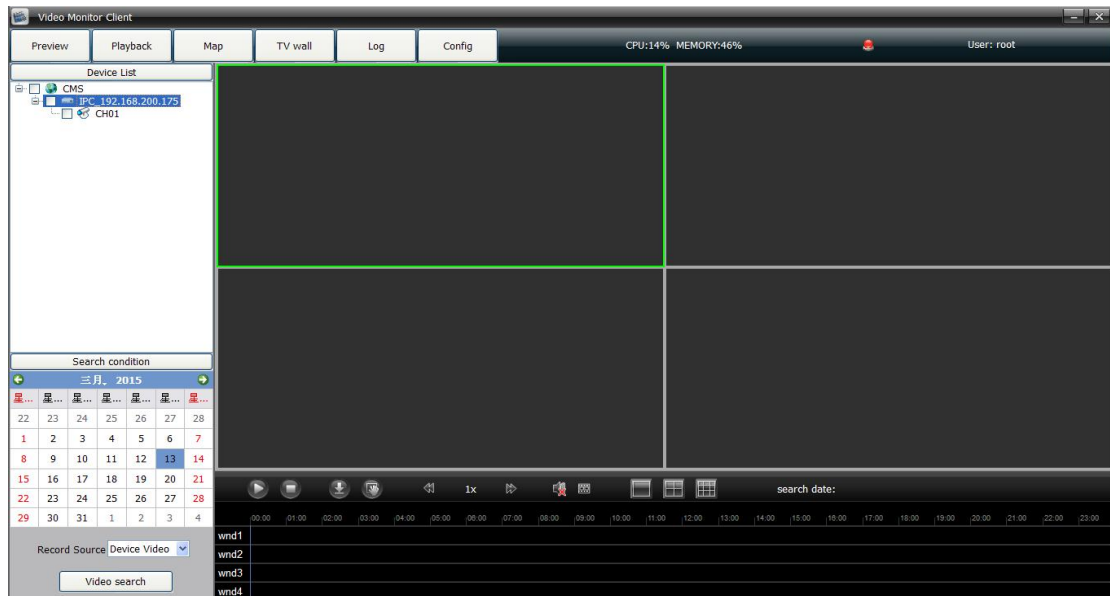 Video Monitor Client
Preview Playback Map TV wall Log Config CPU:14% MEMORY:46% User: root
Device List
CMS
IPC_192.168.200.175
CH01
Search condition
三月, 2015
星... 星... 星... 星... 星... 星... 星...
22 23 24 25 26 27 28
1 2 3 4 5 6 7
8 9 10 11 12 13 14
15 16 17 18 19 20 21
22 23 24 25 26 27 28
29 30 31 1 2 3 4
Record Source Device Video
Video search
1x search date:
00:00 01:00 02:00 03:00 04:00 05:00 06:00 07:00 08:00 09:00 10:00 11:00 12:00 13:00 14:00 15:00 16:00 17:00 18:00 19:00 20:00 21:00 22:00 23:00
wnd1
wnd2
wnd3
wnd4